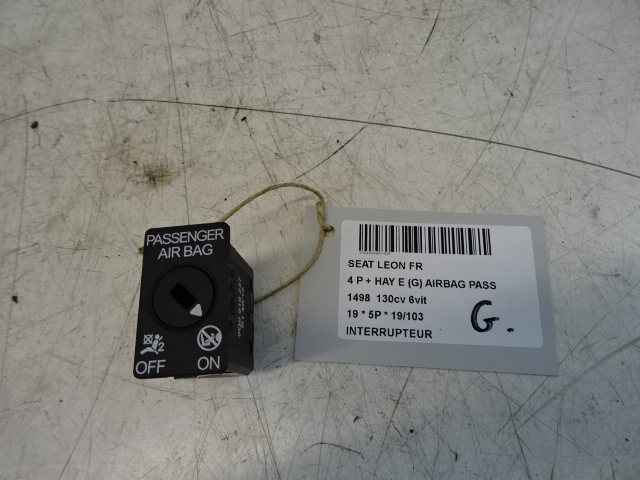 PASSENGER
AIR BAG
2
OFF
ON
SEAT LEON FR
4 P + HAY E (G) AIRBAG PASS
1498 130cv 6vit
19 * 5P * 19/103
INTERRUPTEUR
G.